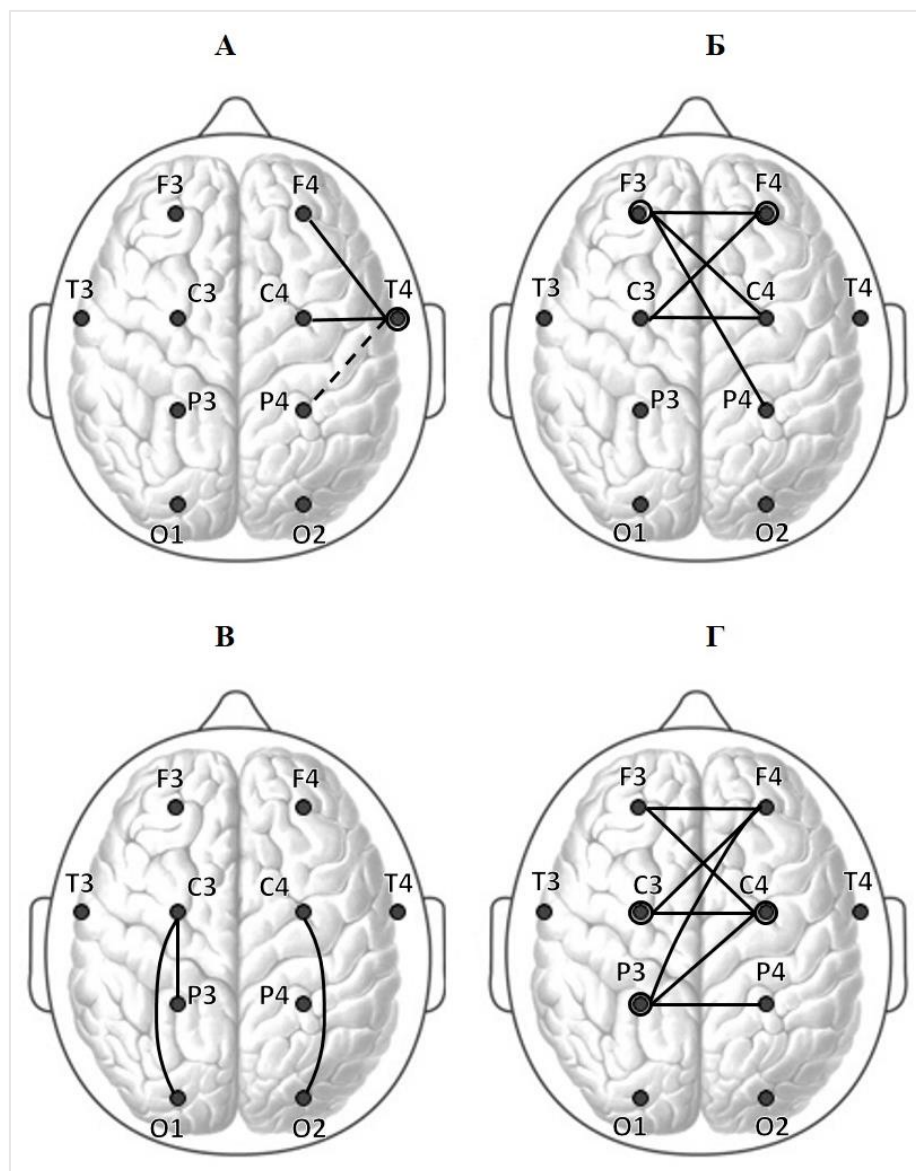 А Б
F3 F4 F3 F4
T3 C3 C4 T4 T3 C3 C4 T4
P3 P4 P3 P4
O1 O2 O1 O2
В Г
F3 F4 F3 F4
T3 C3 C4 T4 T3 C3 C4 T4
P3 P4 P3 P4
O1 O2 O1 O2